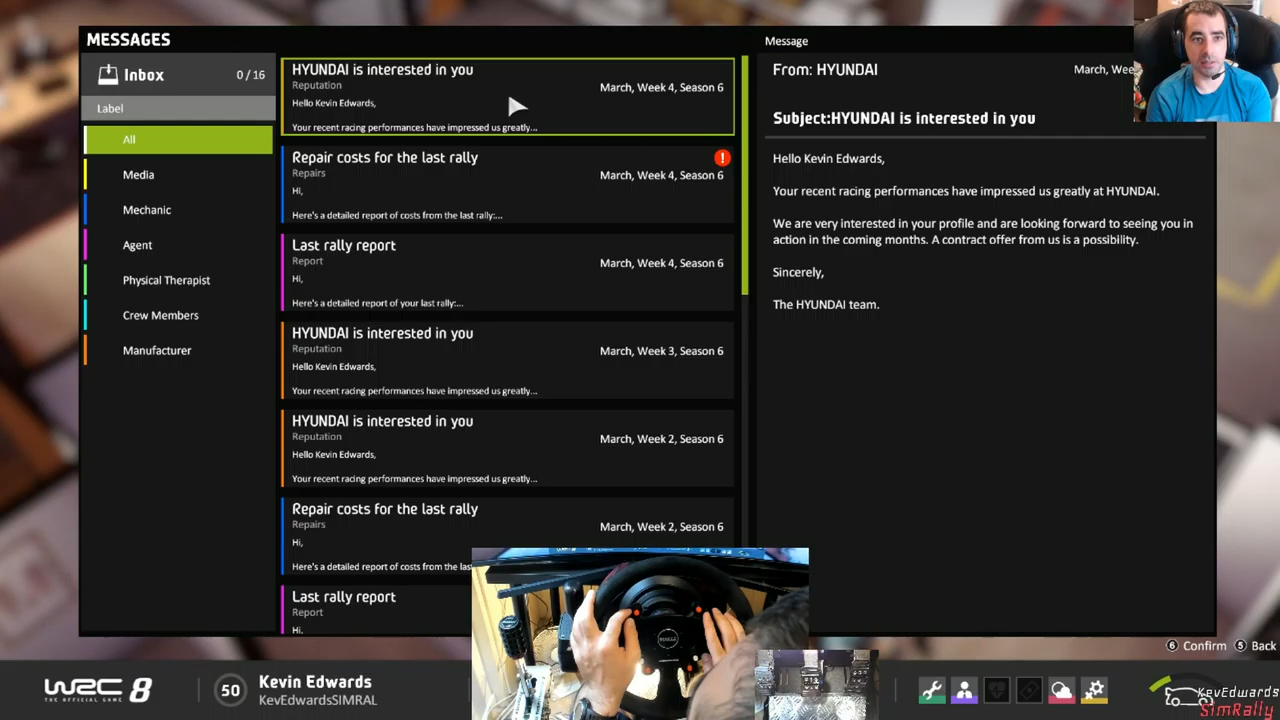 MESSAGES
Inbox 0/16
Label
All
Media
Mechanic
Agent
Physical Therapist
Crew Members
Manufacturer
HYUNDAI is interested in you
Reputation
March, Week 4, Season 6
Hello Kevin Edwards,
Your recent racing performances have impressed us greatly...
Repair costs for the last rally
!
Repairs
March, Week 4, Season 6
Hi,
Here's a detailed report of costs from the last rally:...
Last rally report
Report
March, Week 4, Season 6
Hi,
Here's a detailed report of your last rally:...
HYUNDAI is interested in you
Reputation
March, Week 3, Season 6
Hello Kevin Edwards,
Your recent racing performances have impressed us greatly...
HYUNDAI is interested in you
Reputation
March, Week 2, Season 6
Hello Kevin Edwards,
Your recent racing performances have impressed us greatly...
Repair costs for the last rally
Repairs
March, Week 2, Season 6
Hi,
Here's a detailed report of costs from the las
Last rally report
Report
Hi,
Message
From: HYUNDAI
March, Wee
Subject:HYUNDAI is interested in you
Hello Kevin Edwards,
Your recent racing performances have impressed us greatly at HYUNDAI.
We are very interested in your profile and are looking forward to seeing you in
action in the coming months. A contract offer from us is a possibility.
Sincerely,
The HYUNDAI team.
6 Confirm 5 Back
WRC 8
THE OFFICIAL GAME
50
Kevin Edwards
KevEdwardsSIMRAL
KevEdwards
SimRally